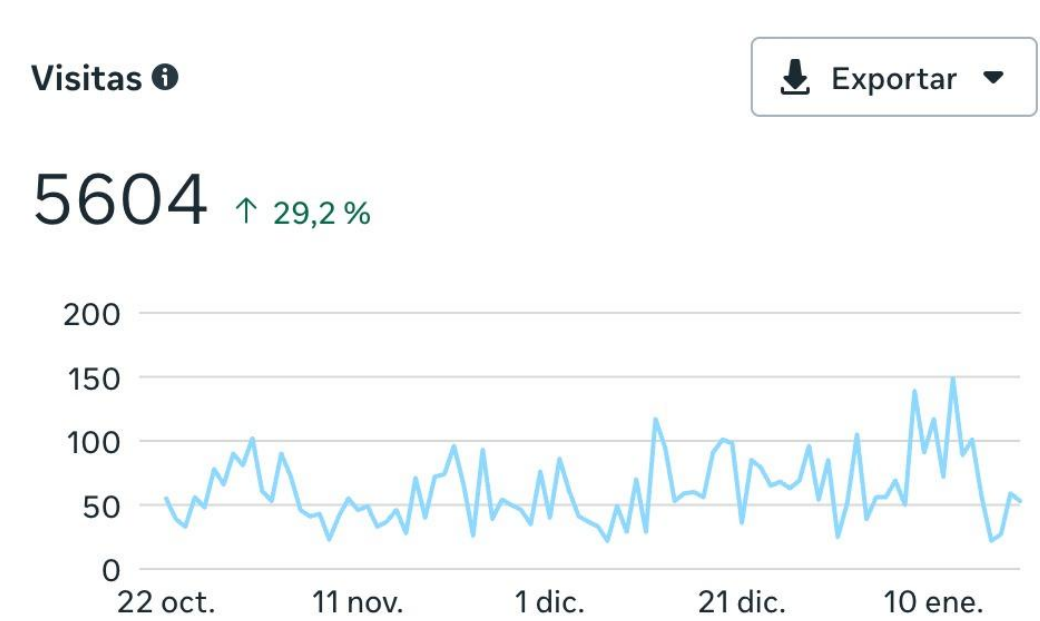 Visitas
Exportar
5604 ↑ 29,2 %
200
150
100
50
0
22 oct. 11 nov. 1 dic. 21 dic. 10 ene.